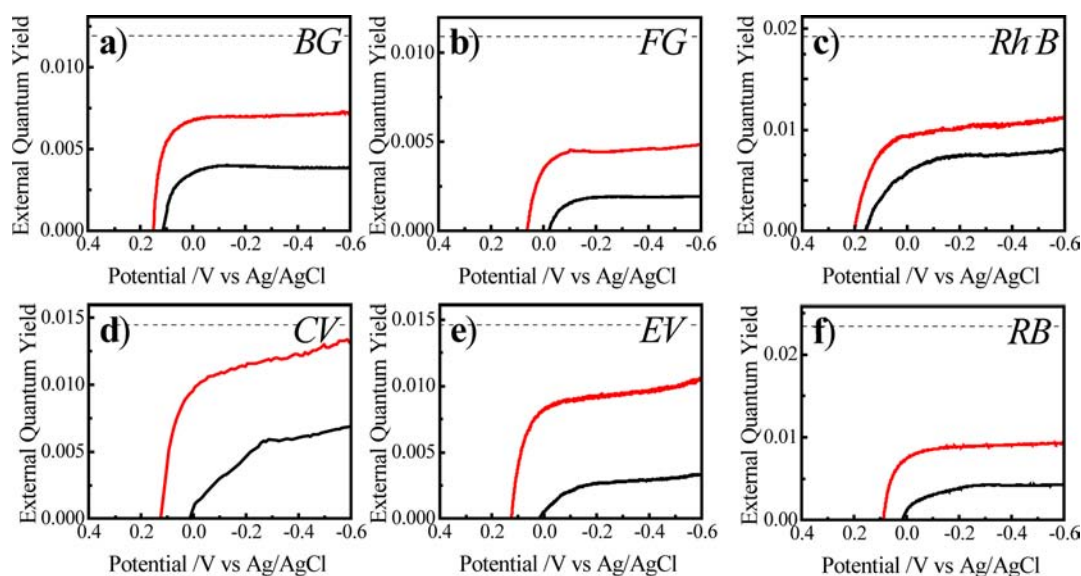 a) BG
External Quantum Yield
0.010
0.005
0.000
0.4 0.2 0.0 -0.2 -0.4 -0.6
Potential /V vs Ag/AgCl
b) FG
External Quantum Yield
0.010
0.005
0.000
0.4 0.2 0.0 -0.2 -0.4 -0.6
Potential /V vs Ag/AgCl
c) Rh B
External Quantum Yield
0.02
0.01
0.00
0.4 0.2 0.0 -0.2 -0.4 -0.6
Potential /V vs Ag/AgCl
d) CV
External Quantum Yield
0.015
0.010
0.005
0.000
0.4 0.2 0.0 -0.2 -0.4 -0.6
Potential /V vs Ag/AgCl
e) EV
External Quantum Yield
0.015
0.010
0.005
0.000
0.4 0.2 0.0 -0.2 -0.4 -0.6
Potential /V vs Ag/AgCl
f) RB
External Quantum Yield
0.02
0.01
0.00
0.4 0.2 0.0 -0.2 -0.4 -0.6
Potential /V vs Ag/AgCl